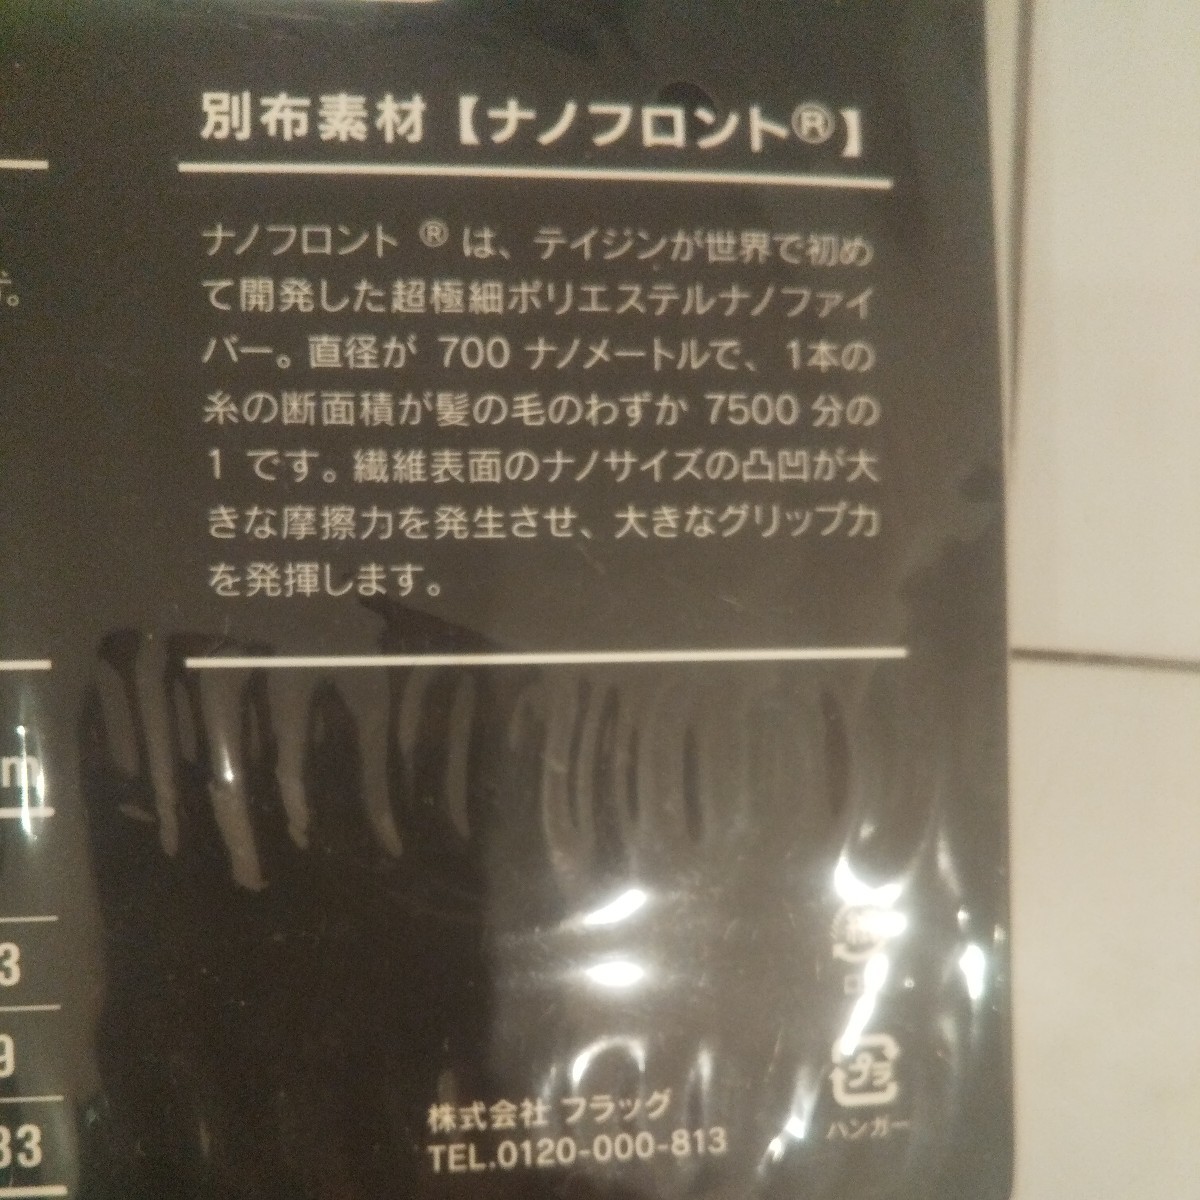 別布素材【ナノフロント®】
ナノフロント ® は、テイジンが世界で初め
て開発した超極細ポリエステルナノファイ
バー。直径が 700 ナノメートルで、1本の
糸の断面積が髪の毛のわずか 7500 分の
1 です。繊維表面のナノサイズの凸凹が大
きな摩擦力を発生させ、大きなグリップ力
を発揮します。
す。
m
3
9
33
プラ
ハンガー
株式会社 フラッグ
TEL.0120-000-813